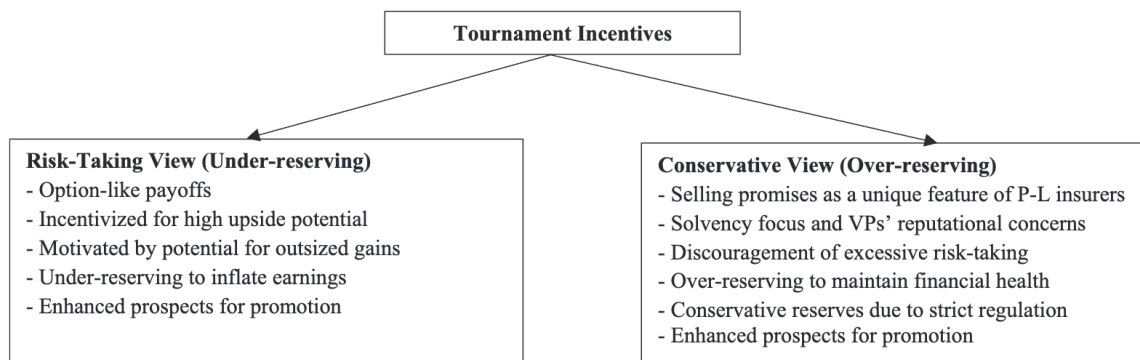 Tournament Incentives
Risk-Taking View (Under-reserving)
- Option-like payoffs
- Incentivized for high upside potential
- Motivated by potential for outsized gains
- Under-reserving to inflate earnings
- Enhanced prospects for promotion
Conservative View (Over-reserving)
- Selling promises as a unique feature of P-L insurers
- Solvency focus and VPs’ reputational concerns
- Discouragement of excessive risk-taking
- Over-reserving to maintain financial health
- Conservative reserves due to strict regulation
- Enhanced prospects for promotion